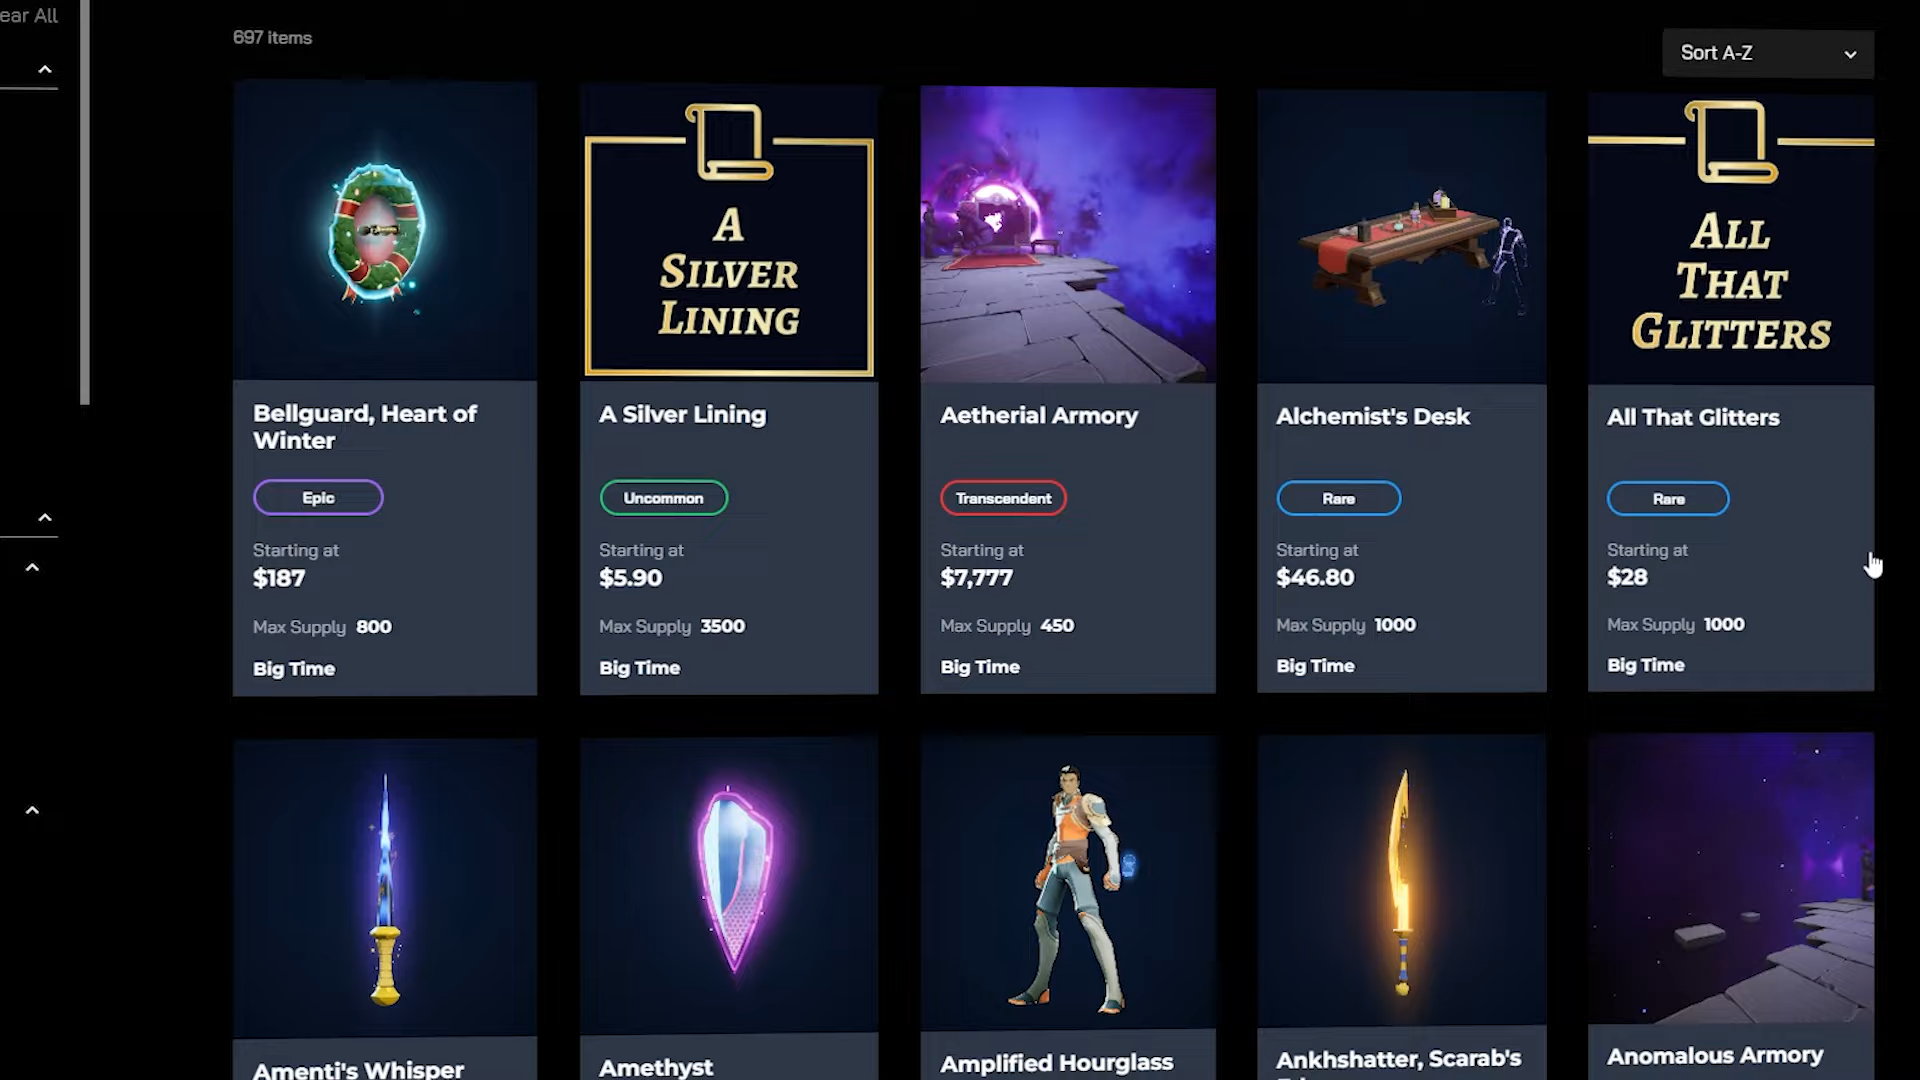 ear All
697 items
Sort A-Z
A
SILVER
LINING
ALL
THAT
GLITTERS
Bellguard, Heart of
Winter
Epic
Starting at
$187
Max Supply 800
Big Time
A Silver Lining
Uncommon
Starting at
$5.90
Max Supply 3500
Big Time
Aetherial Armory
Transcendent
Starting at
$7,777
Max Supply 450
Big Time
Alchemist's Desk
Rare
Starting at
$46.80
Max Supply 1000
Big Time
All That Glitters
Rare
Starting at
$28
Max Supply 1000
Big Time
Amenti's Whisper
Amethyst
Amplified Hourglass
Ankhshatter, Scarab's
Anomalous Armory